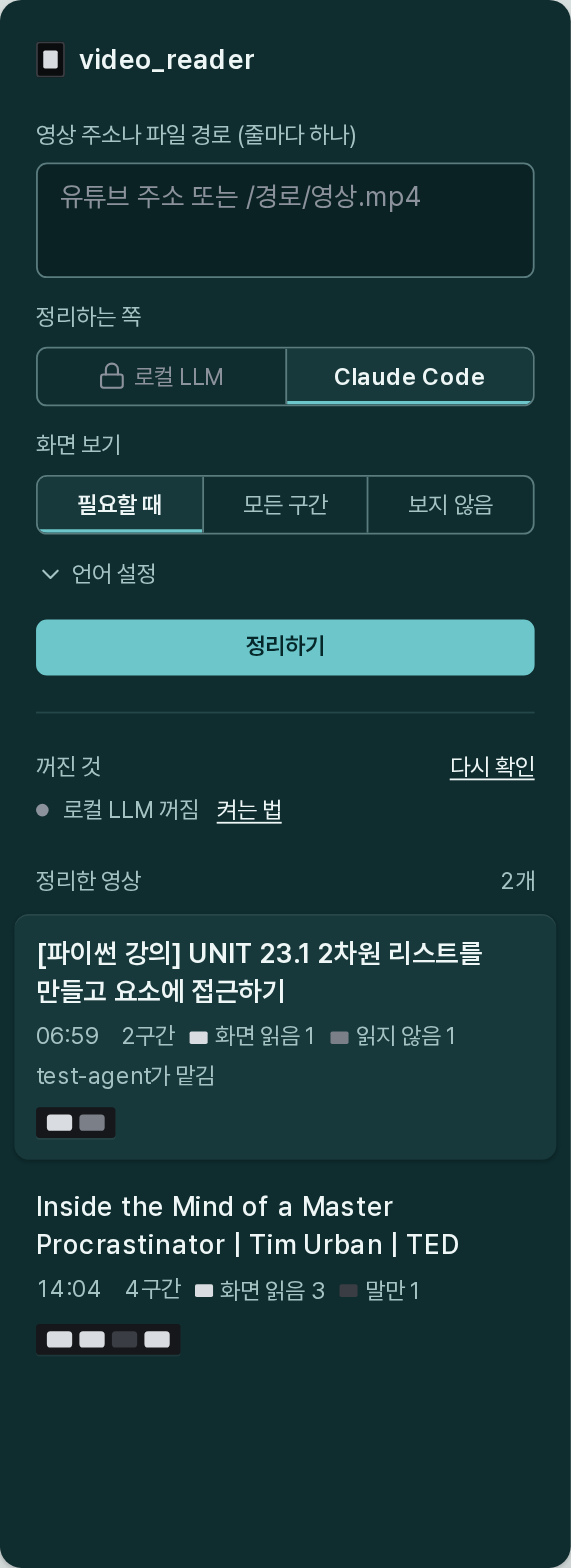 video_reader
영상 주소나 파일 경로 (줄마다 하나)
유튜브 주소 또는 /경로/영상.mp4
정리하는 쪽
로컬 LLM Claude Code
화면 보기
필요할 때 모든 구간 보지 않음
언어 설정
정리하기
꺼진 것 다시 확인
로컬 LLM 꺼짐 켜는 법
정리한 영상 2개
[파이썬 강의] UNIT 23.1 2차원 리스트를
만들고 요소에 접근하기
06:59 2구간 화면 읽음 1 읽지 않음 1
test-agent가 맡김
Inside the Mind of a Master
Procrastinator | Tim Urban | TED
14:04 4구간 화면 읽음 3 말만 1